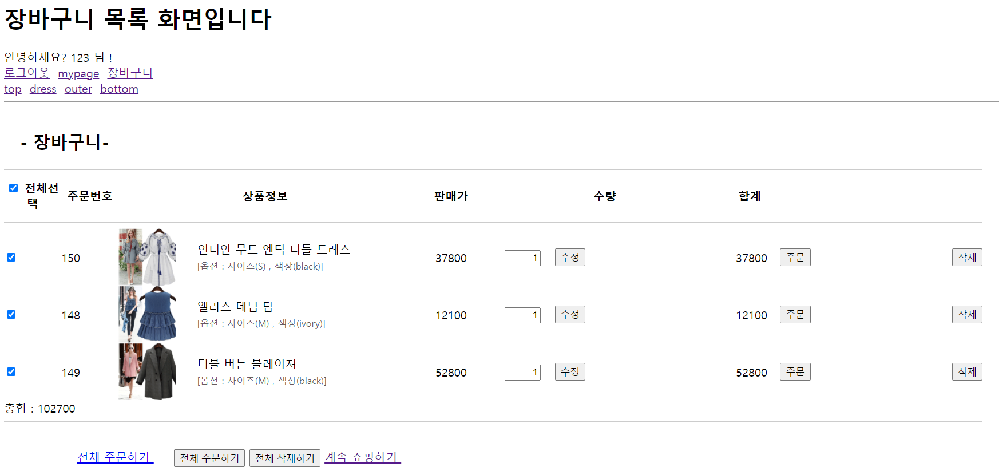 장바구니 목록 화면입니다
안녕하세요? 123 님 !
로그아웃 mypage 장바구니
top dress outer bottom
- 장바구니-
전체선택 주문번호 상품정보 판매가 수량 합계
150 인디안 무드 엔틱 니들 드레스 37800 1 수정 37800 주문 삭제
[옵션 : 사이즈(S) , 색상(black)]
148 앨리스 데님 탑 12100 1 수정 12100 주문 삭제
[옵션 : 사이즈(M) , 색상(ivory)]
149 더블 버튼 블레이져 52800 1 수정 52800 주문 삭제
[옵션 : 사이즈(M) , 색상(black)]
총합 : 102700
전체 주문하기 전체 주문하기 전체 삭제하기 계속 쇼핑하기